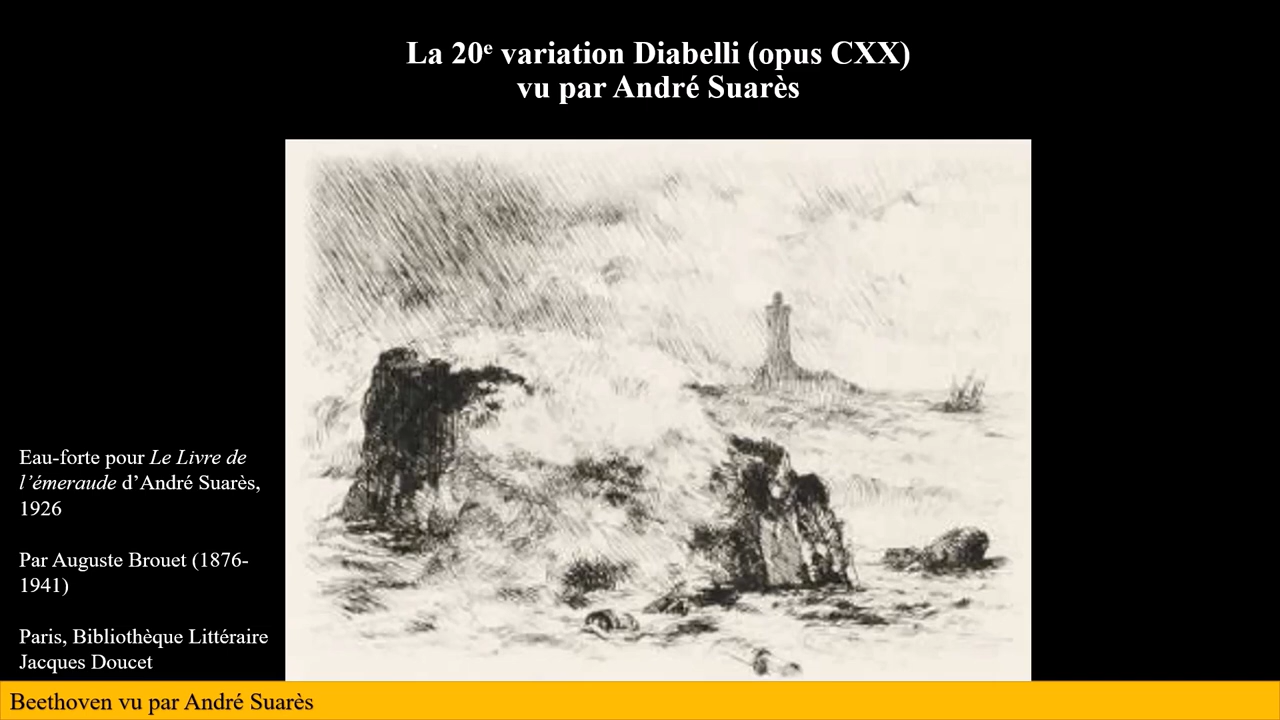 La 20e variation Diabelli (opus CXX)
vu par André Suarès
Eau-forte pour Le Livre de
l’émeraude d’André Suarès,
1926
Par Auguste Brouet (1876-
1941)
Paris, Bibliothèque Littéraire
Jacques Doucet
Beethoven vu par André Suarès